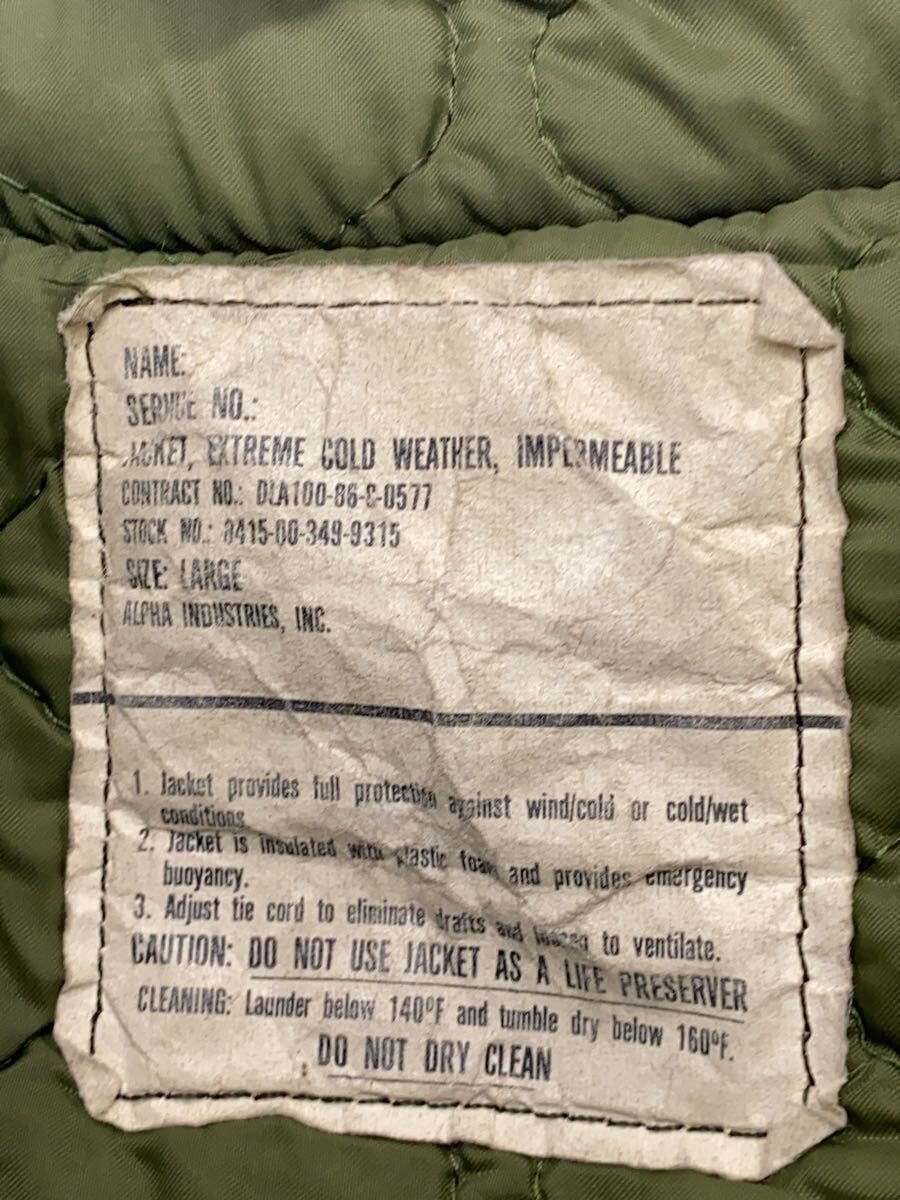 NAME:
SERVICE NO.:
JACKET, EXTREME COLD WEATHER, IMPERMEABLE
CONTRACT NO.: DLA100-86-C-0577
STOCK NO.: 8415-00-349-9315
SIZE: LARGE
ALPHA INDUSTRIES, INC.
1. Jacket provides full protection against wind/cold or cold/wet
conditions.
2. Jacket is insulated with plastic foam and provides emergency
buoyancy.
3. Adjust tie cord to eliminate drafts and loosen to ventilate.
CAUTION: DO NOT USE JACKET AS A LIFE PRESERVER
CLEANING: Launder below 140°F and tumble dry below 160°F.
DO NOT DRY CLEAN